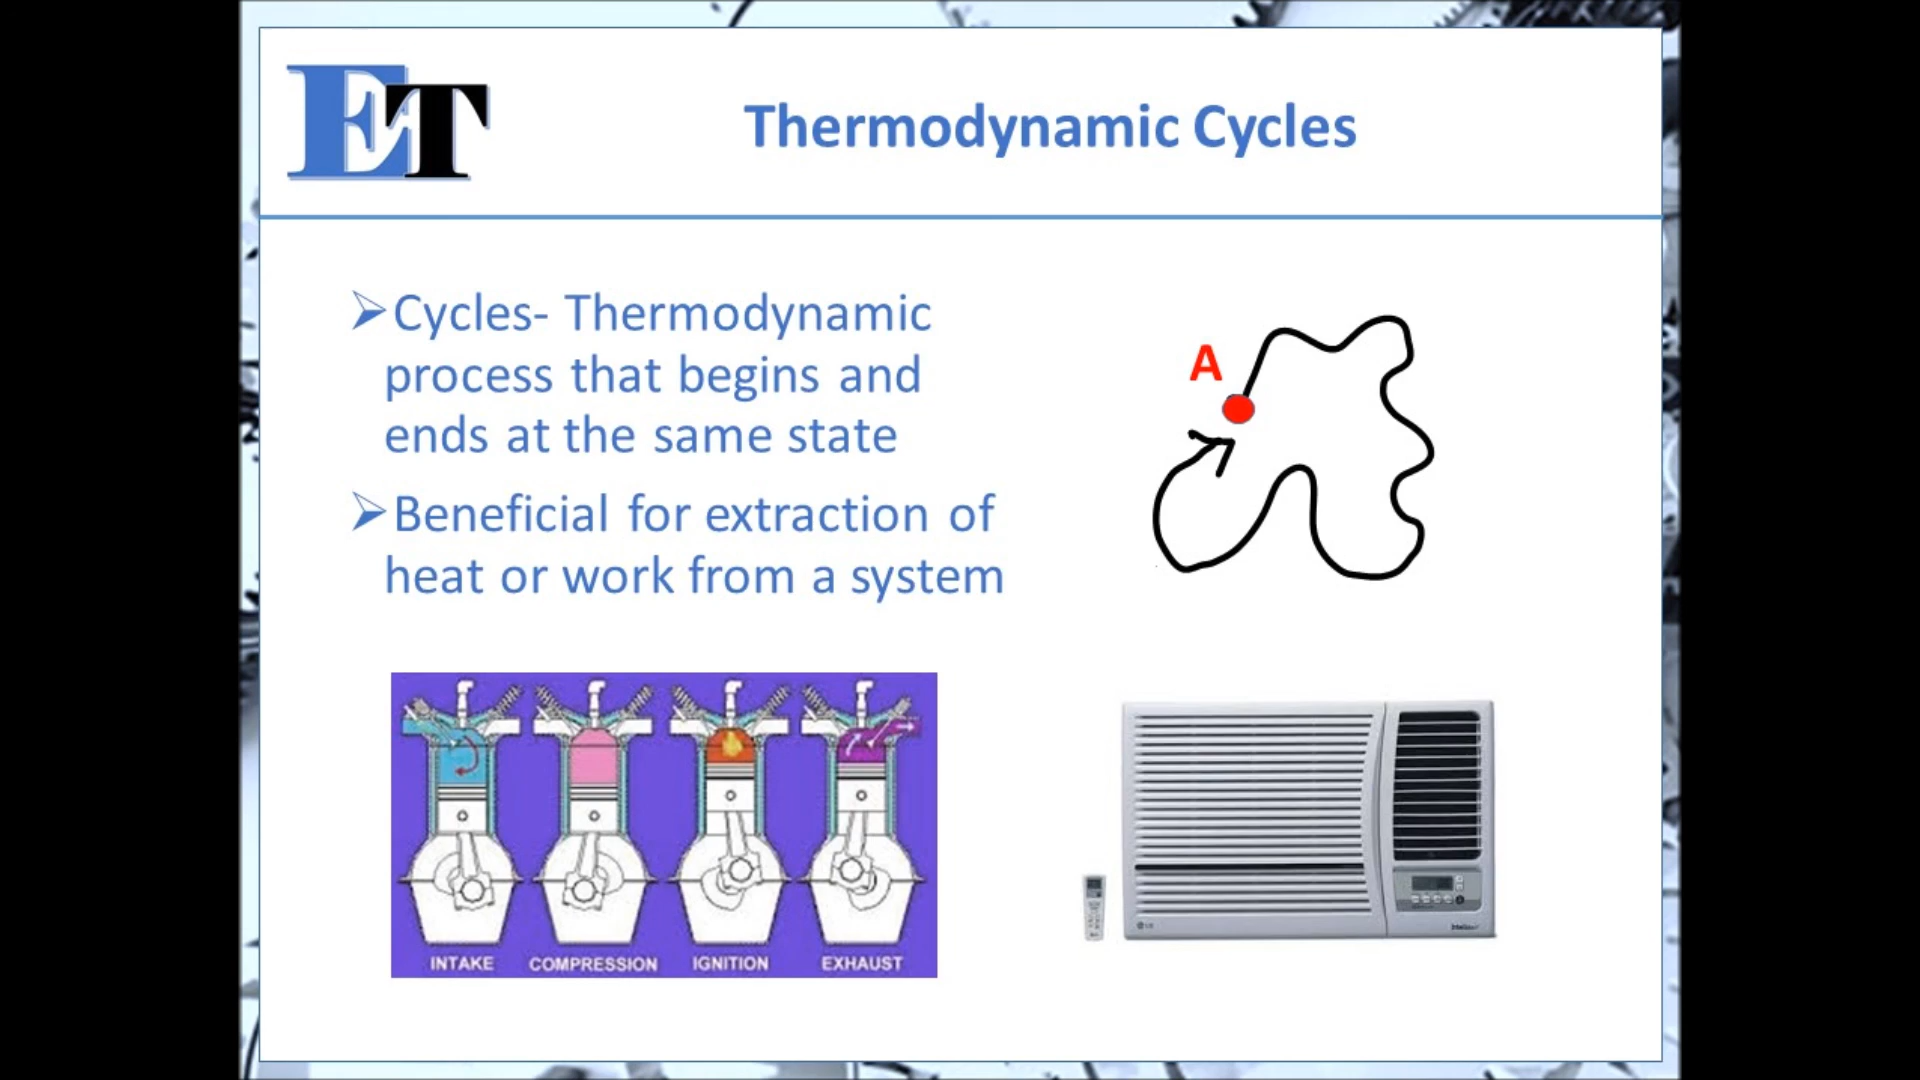 ET
Thermodynamic Cycles
➢Cycles- Thermodynamic
process that begins and
ends at the same state
➢Beneficial for extraction of
heat or work from a system
A
INTAKE COMPRESSION IGNITION EXHAUST
LG